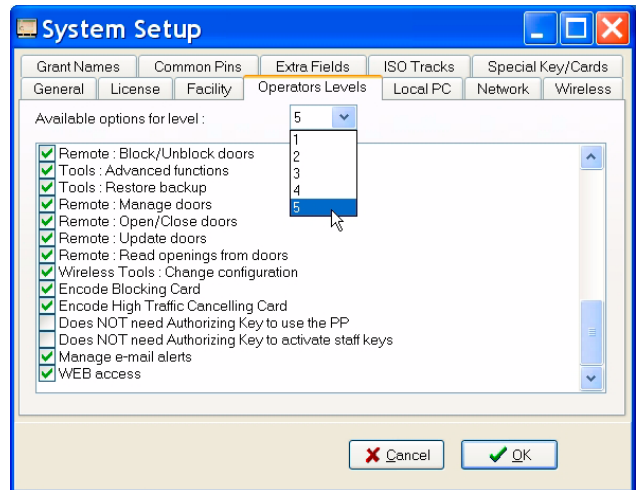 System Setup
Grant Names Common Pins Extra Fields ISO Tracks Special Key/Cards
General License Facility Operators Levels Local PC Network Wireless
Available options for level : 5
1
2
3
4
5
Remote : Block/Unblock doors
Tools : Advanced functions
Tools : Restore backup
Remote : Manage doors
Remote : Open/Close doors
Remote : Update doors
Remote : Read openings from doors
Wireless Tools : Change configuration
Encode Blocking Card
Encode High Traffic Cancelling Card
Does NOT need Authorizing Key to use the PP
Does NOT need Authorizing Key to activate staff keys
Manage e-mail alerts
WEB access
Cancel OK